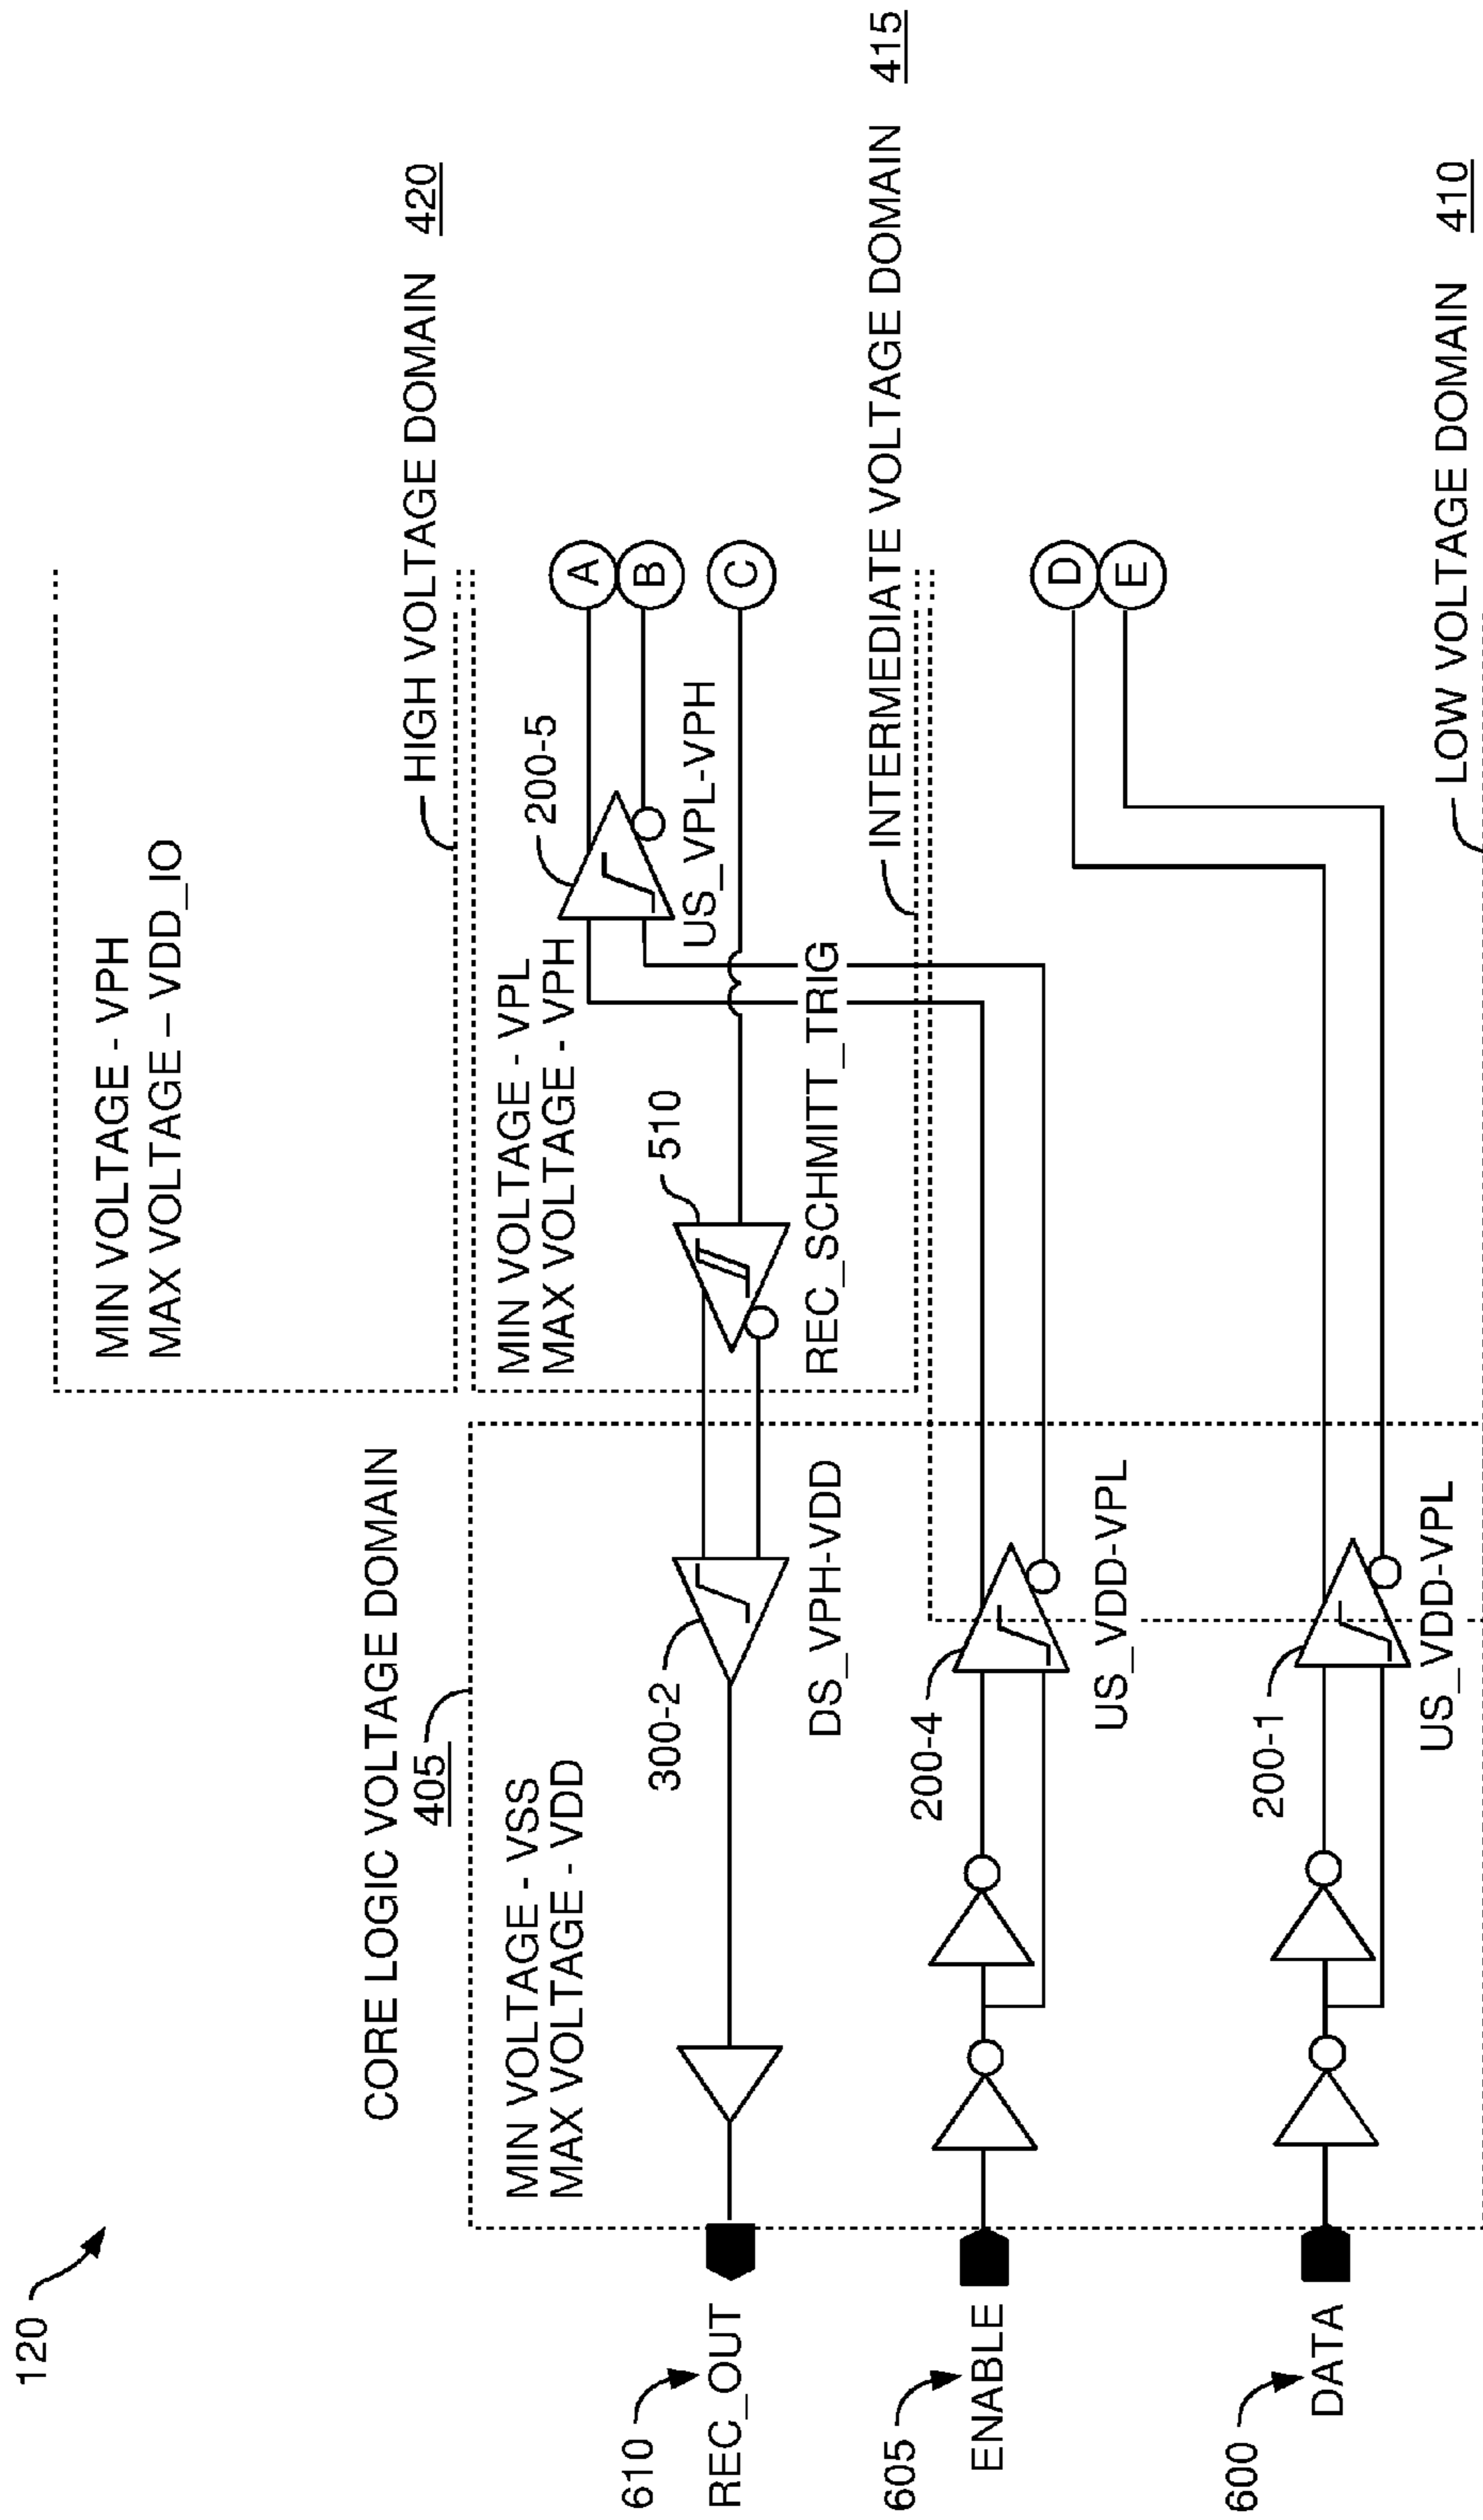 120
MIN VOLTAGE - VPH
MAX VOLTAGE – VDD_IO
HIGH VOLTAGE DOMAIN 420
CORE LOGIC VOLTAGE DOMAIN
405
MIN VOLTAGE - VSS
MAX VOLTAGE - VDD
MIN VOLTAGE - VPL
MAX VOLTAGE - VPH
200-5
US_VPL-VPH
A
B
C
510
REC_SCHMITT_TRIG
300-2
DS_VPH-VDD
610
REC_OUT
INTERMEDIATE VOLTAGE DOMAIN 415
605
ENABLE
200-4
US_VDD-VPL
D
E
600
DATA
200-1
US_VDD-VPL
LOW VOLTAGE DOMAIN 410